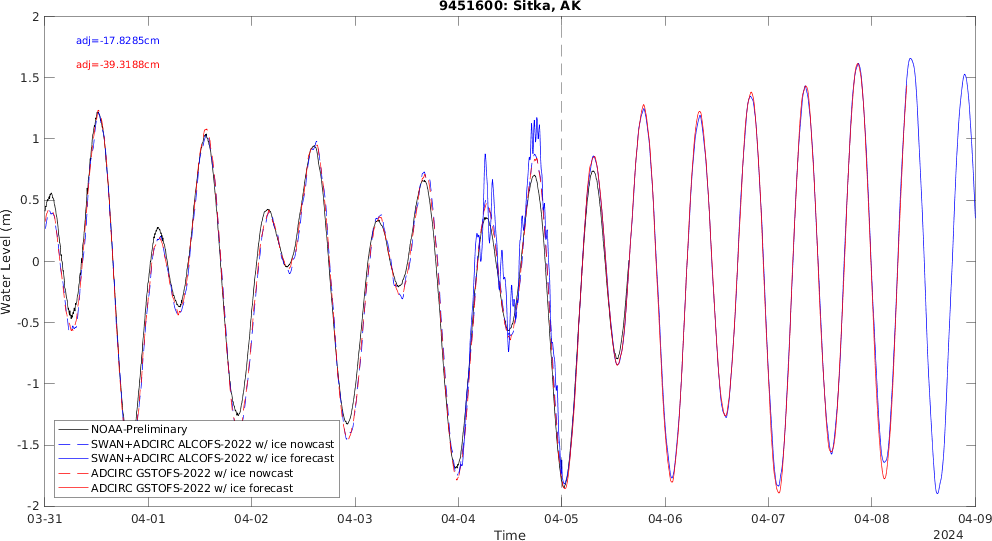 9451600: Sitka, AK
adj=-17.8285cm
adj=-39.3188cm
Water Level (m)
2
1.5
1
0.5
0
-0.5
-1
-1.5
-2
NOAA-Preliminary
SWAN+ADCIRC ALCOFS-2022 w/ ice nowcast
SWAN+ADCIRC ALCOFS-2022 w/ ice forecast
ADCIRC GSTOFS-2022 w/ ice nowcast
ADCIRC GSTOFS-2022 w/ ice forecast
03-31 04-01 04-02 04-03 04-04 04-05 04-06 04-07 04-08 04-09
Time
2024